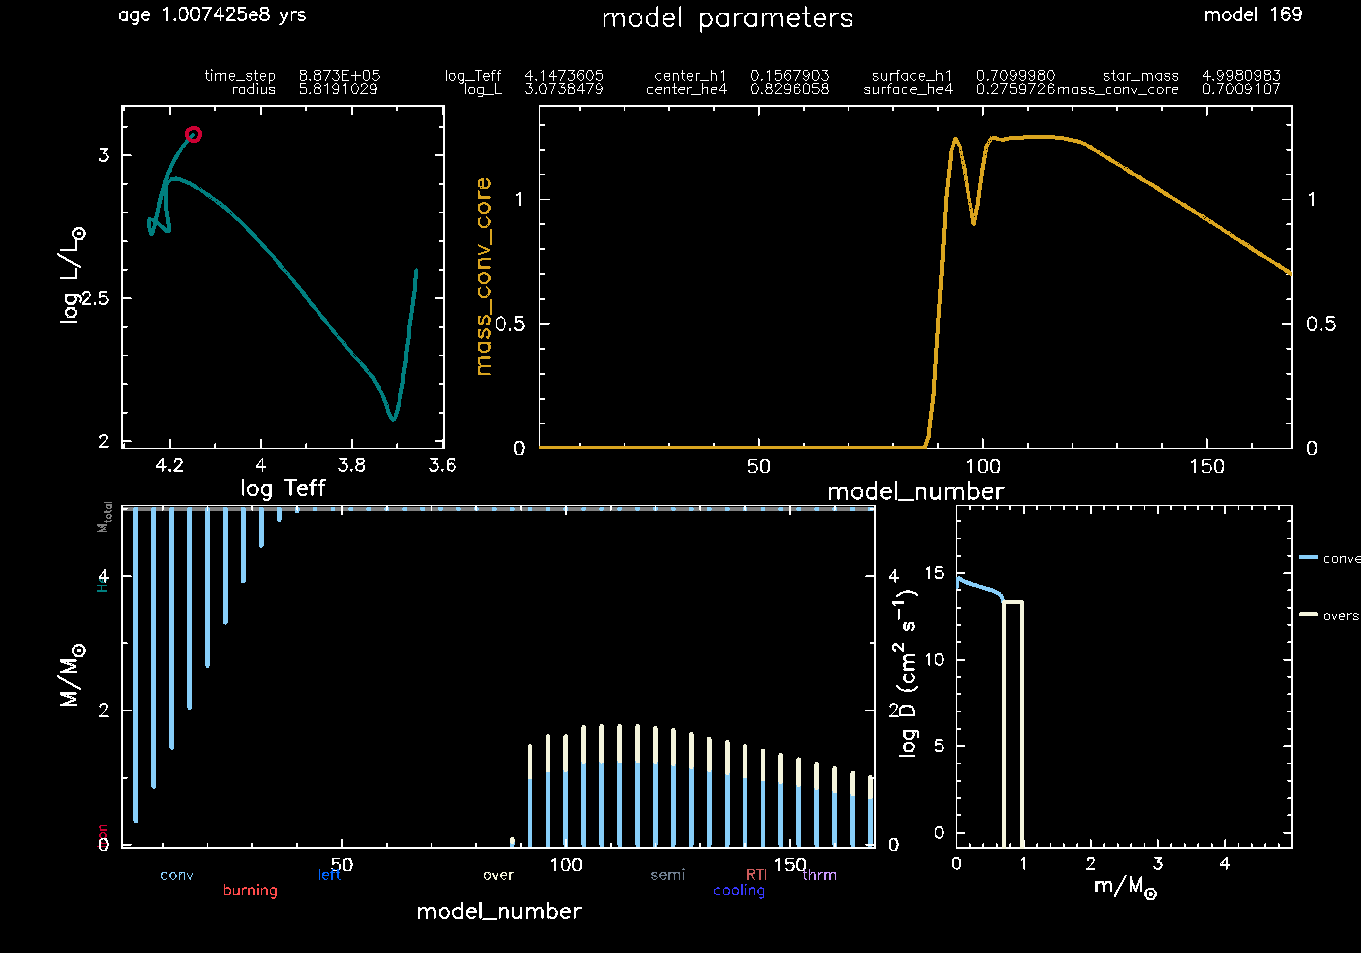 age 1.007425e8 yrs model parameters model 169
time_step 8.873E+05 log_Teff 4.1473605 center_h1 0.1567903 surface_h1 0.7099980 star_mass 4.9980983
radius 5.8191029 log_L 3.0738479 center_he4 0.8296058 surface_he4 0.2759726 mass_conv_core 0.7009107
log L/L⊙
3
2.5
2
4.2 4 3.8 3.6
log Teff
mass_conv_core
1 1
0.5 0.5
0 0
50 100 150
model_number
Mtotal
He
M/M⊙
4 4
2 2
0 0
50 100 150
conv left over semi RTI thrm
burning cooling
model_number
log D (cm² s⁻¹)
15
10
5
0
0 1 2 3 4
m/M⊙
conve
overs